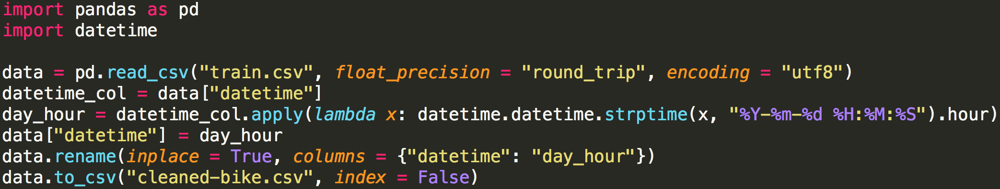 import pandas as pd
import datetime

data = pd.read_csv("train.csv", float_precision = "round_trip", encoding = "utf8")
datetime_col = data["datetime"]
day_hour = datetime_col.apply(lambda x: datetime.datetime.strptime(x, "%Y-%m-%d %H:%M:%S").hour)
data["datetime"] = day_hour
data.rename(inplace = True, columns = {"datetime": "day_hour"})
data.to_csv("cleaned-bike.csv", index = False)